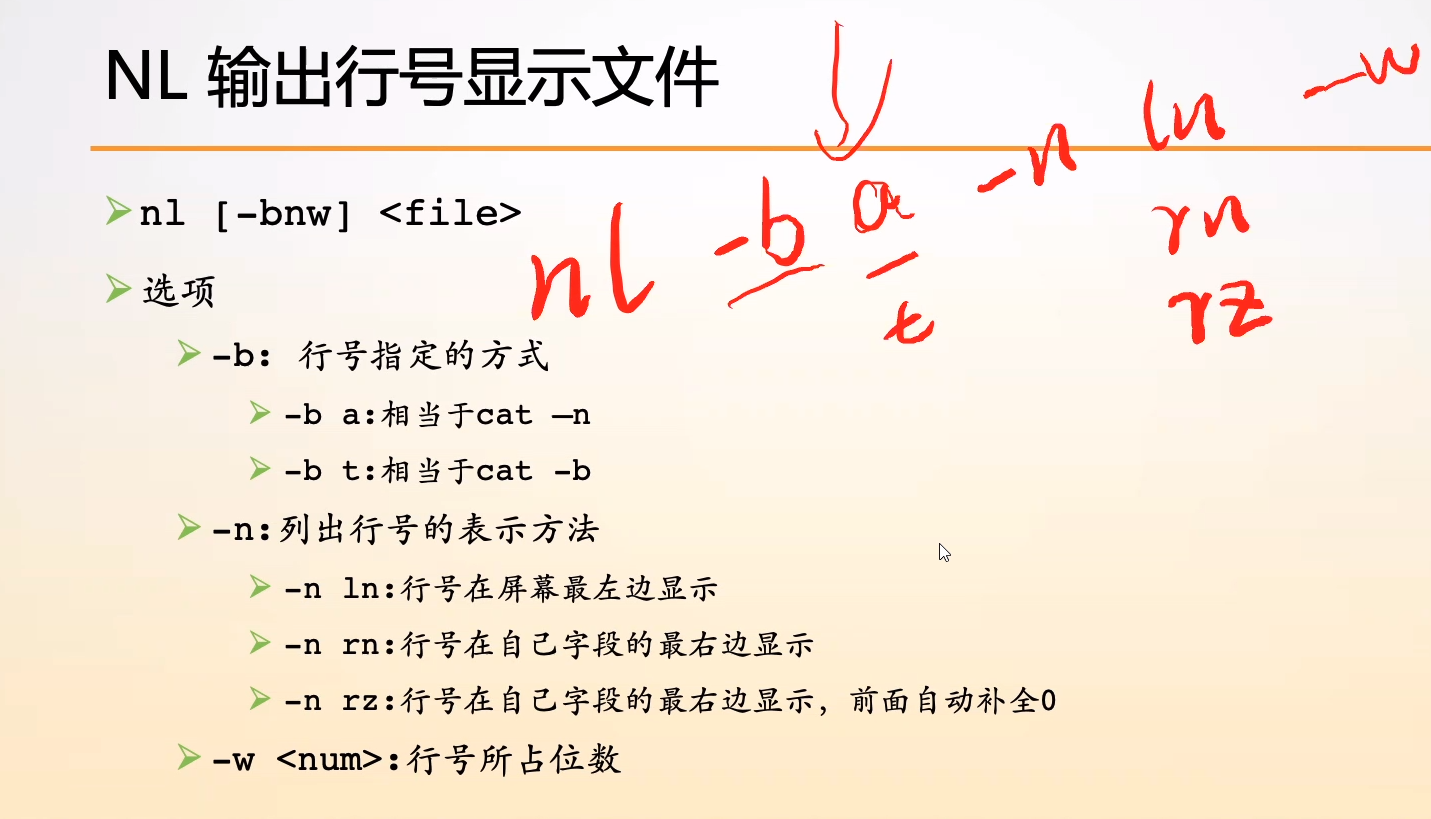 NL 输出行号显示文件
nl [-bnw] <file>
选项
-b: 行号指定的方式
-b a:相当于cat –n
-b t:相当于cat -b
-n:列出行号的表示方法
-n ln:行号在屏幕最左边显示
-n rn:行号在自己字段的最右边显示
-n rz:行号在自己字段的最右边显示，前面自动补全0
-w <num>:行号所占位数
nl -b a -n ln -w
t
rn
rz